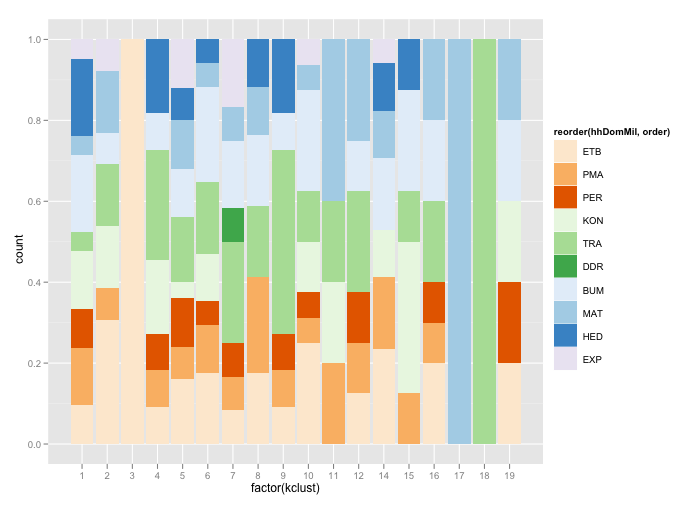 1.0
0.8
0.6
0.4
0.2
0.0
count
1 2 3 4 5 6 7 8 9 10 11 12 14 15 16 17 18 19
factor(kclust)
reorder(hhDomMil, order)
ETB
PMA
PER
KON
TRA
DDR
BUM
MAT
HED
EXP